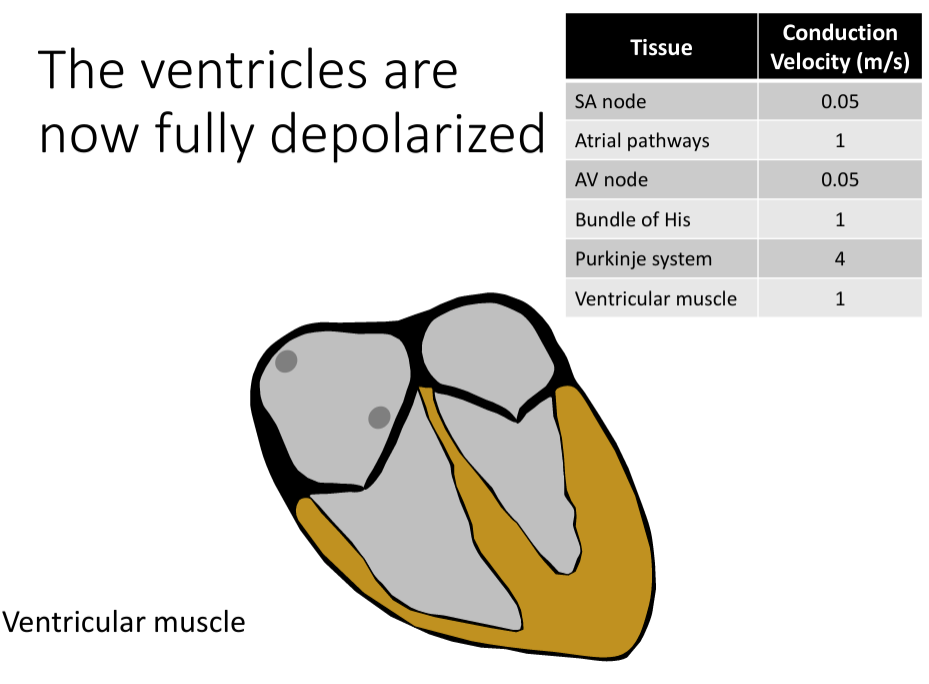 The ventricles are
now fully depolarized
Tissue Conduction Velocity (m/s)
SA node 0.05
Atrial pathways 1
AV node 0.05
Bundle of His 1
Purkinje system 4
Ventricular muscle 1
Ventricular muscle